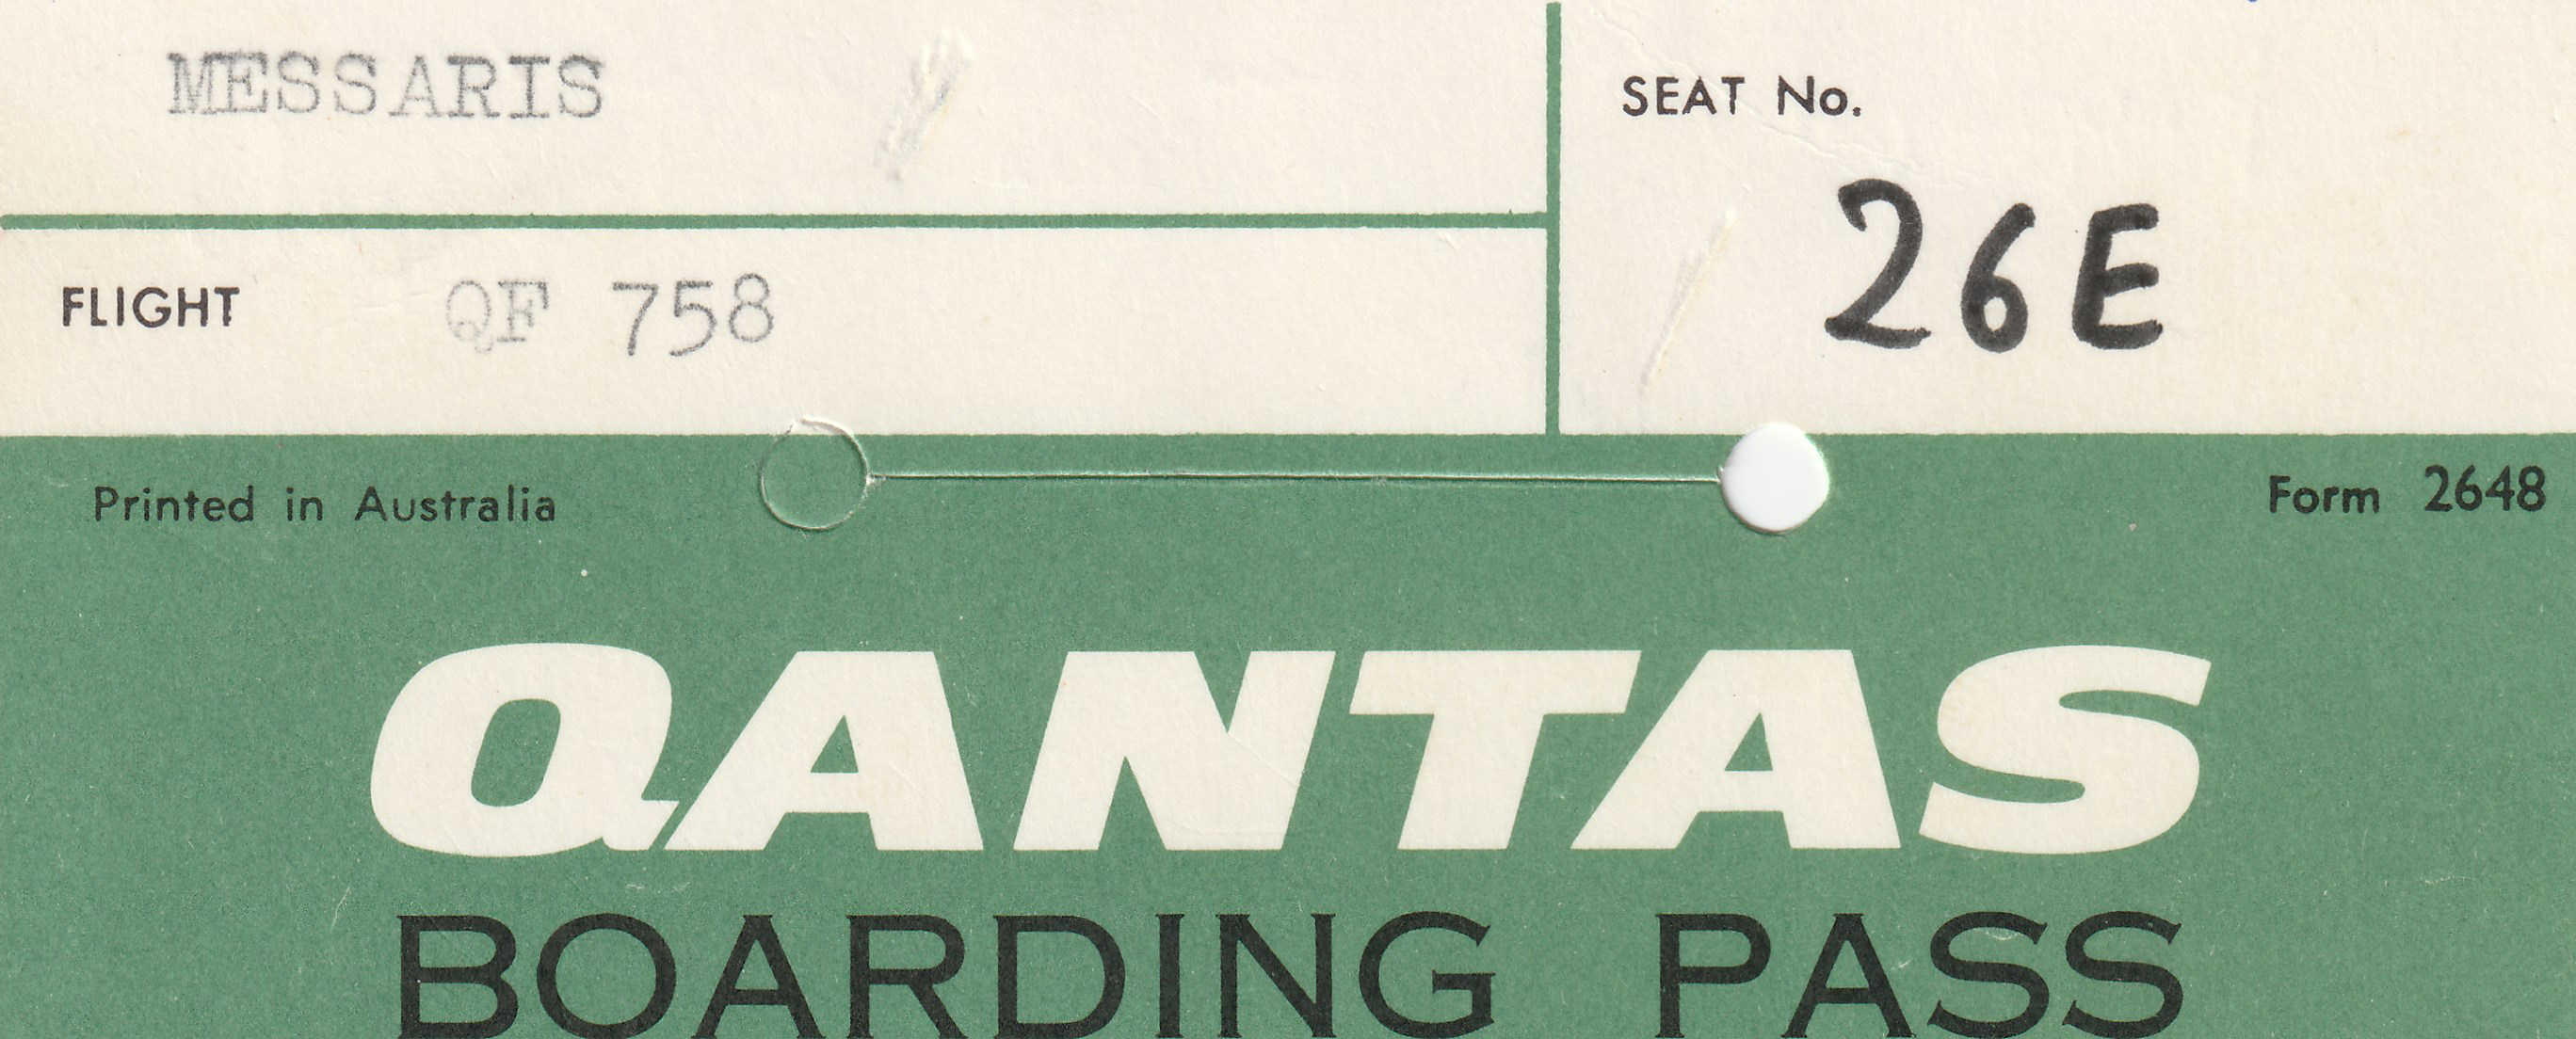 MESSARIS
SEAT No.
26E
FLIGHT QF 758
Printed in Australia
Form 2648
QANTAS
BOARDING PASS